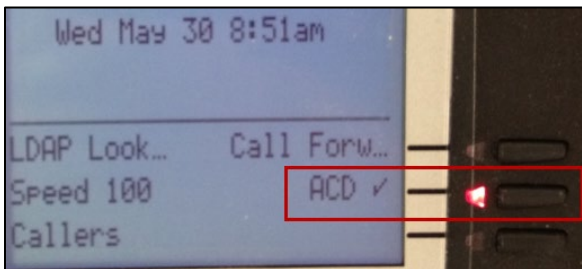 Wed May 30 8:51am
LDAP Look… Call Forw…
Speed 100 ACD ✓
Callers